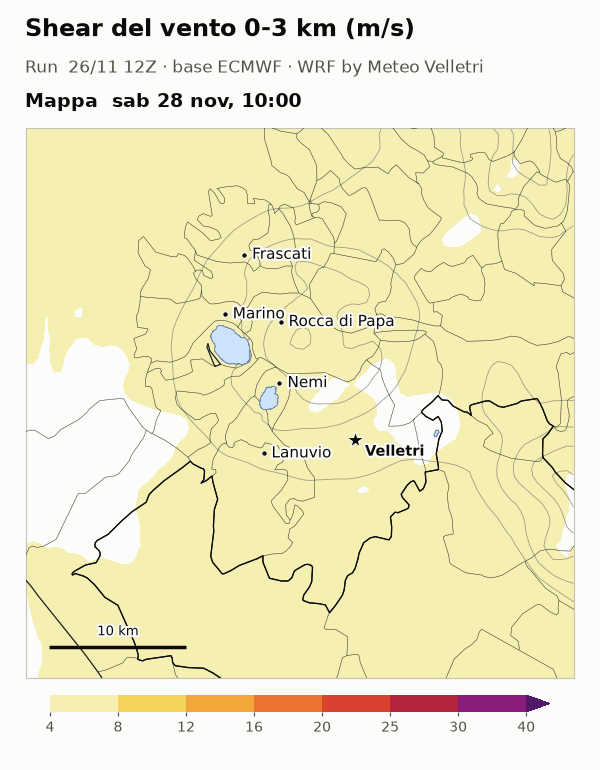 Shear del vento 0-3 km (m/s)
Run  26/11 12Z · base ECMWF · WRF by Meteo Velletri
Mappa  sab 28 nov, 10:00
Frascati
Marino
Rocca di Papa
Nemi
Velletri
Lanuvio
10 km
4 8 12 16 20 25 30 40